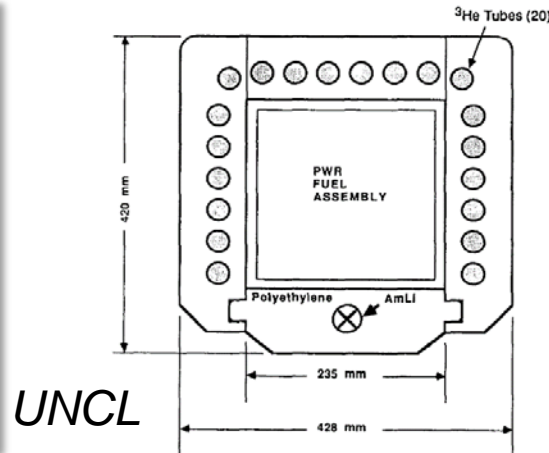 ³He Tubes (20)
420 mm
PWR
FUEL
ASSEMBLY
Polyethylene
AmLi
235 mm
UNCL
428 mm